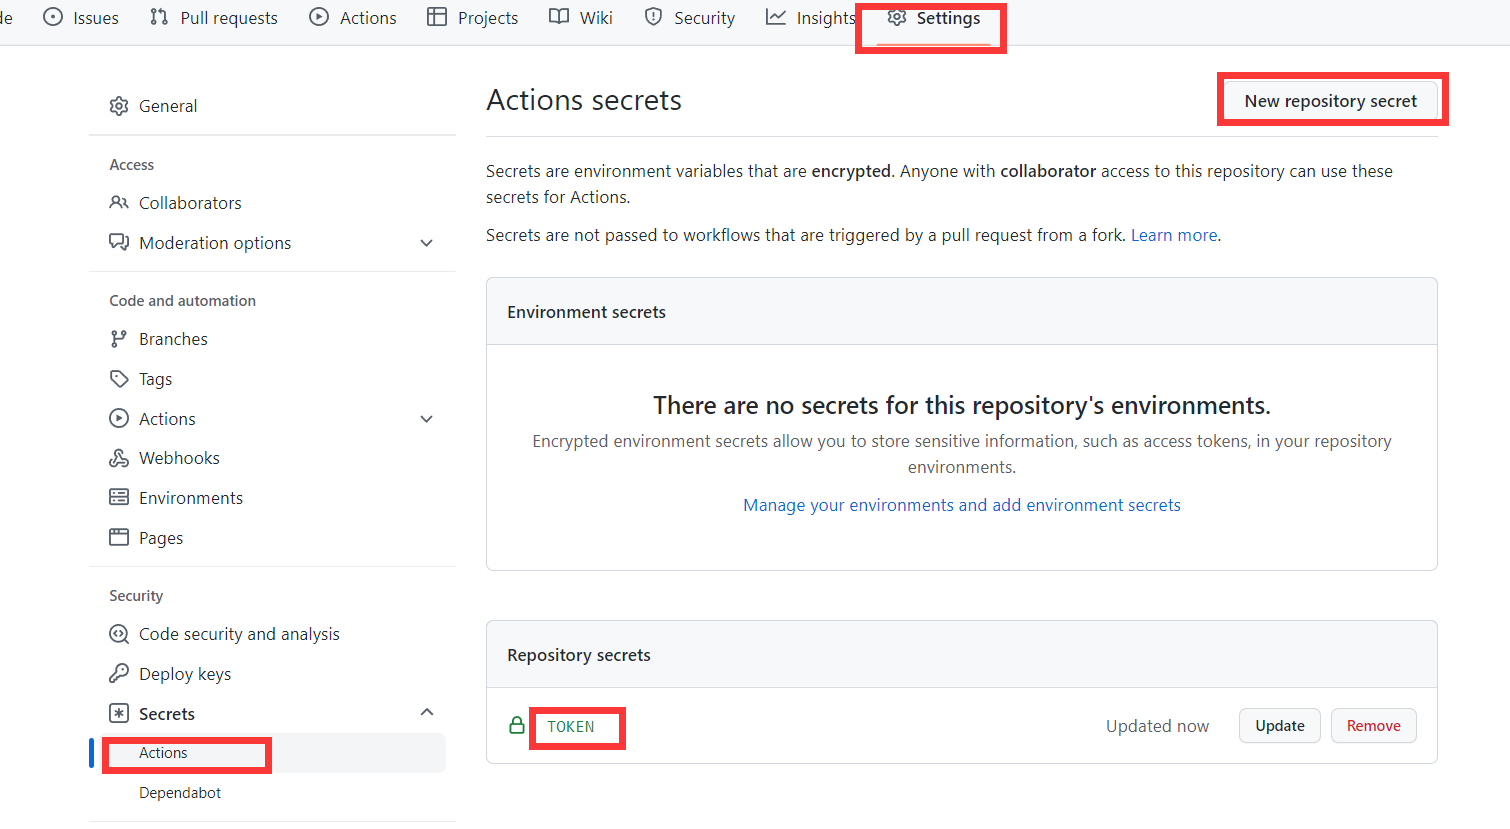 de Issues Pull requests Actions Projects Wiki Security Insights Settings
General
Access
Collaborators
Moderation options
Code and automation
Branches
Tags
Actions
Webhooks
Environments
Pages
Security
Code security and analysis
Deploy keys
Secrets
Actions
Dependabot
Actions secrets
New repository secret
Secrets are environment variables that are encrypted. Anyone with collaborator access to this repository can use these
secrets for Actions.
Secrets are not passed to workflows that are triggered by a pull request from a fork. Learn more.
Environment secrets
There are no secrets for this repository's environments.
Encrypted environment secrets allow you to store sensitive information, such as access tokens, in your repository
environments.
Manage your environments and add environment secrets
Repository secrets
TOKEN Updated now Update Remove